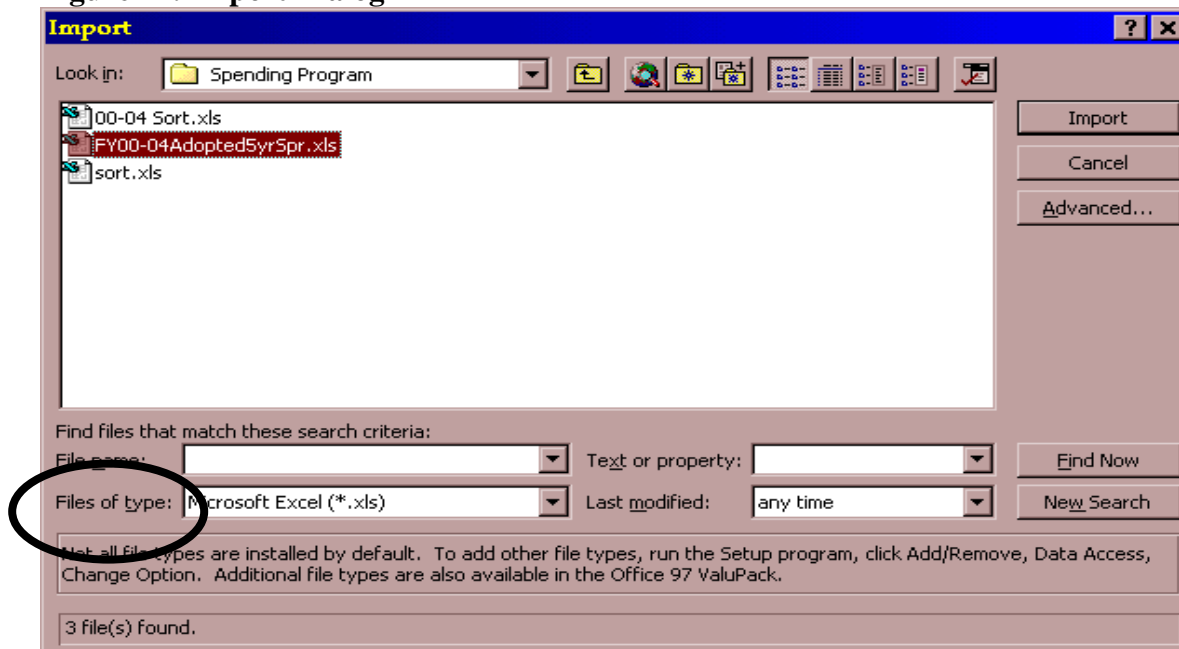 Import
Look in: Spending Program
00-04 Sort.xls
FY00-04Adopted5yrSpr.xls
sort.xls
Import
Cancel
Advanced...
Find files that match these search criteria:
File name: Text or property: Find Now
Files of type: Microsoft Excel (*.xls) Last modified: any time New Search
Not all file types are installed by default. To add other file types, run the Setup program, click Add/Remove, Data Access,
Change Option. Additional file types are also available in the Office 97 ValuPack.
3 file(s) found.